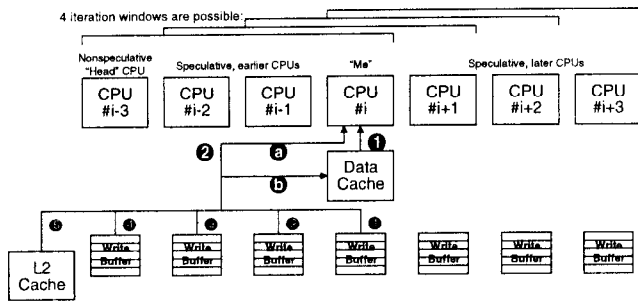 4 iteration windows are possible:
Nonspeculative
"Head" CPU
Speculative, earlier CPUs
"Me"
Speculative, later CPUs
CPU
#i-3
CPU
#i-2
CPU
#i-1
CPU
#i
CPU
#i+1
CPU
#i+2
CPU
#i+3
2
a
1
b
Data
Cache
L2
Cache
Write
Buffer
Write
Buffer
Write
Buffer
Write
Buffer
Write
Buffer
Write
Buffer
Write
Buffer